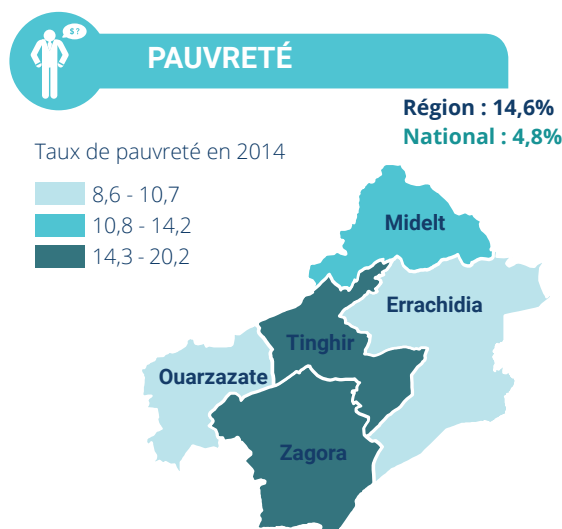 $ ?
PAUVRETÉ
Région : 14,6%
National : 4,8%
Taux de pauvreté en 2014
8,6 - 10,7
10,8 - 14,2
14,3 - 20,2
Midelt
Errachidia
Tinghir
Ouarzazate
Zagora